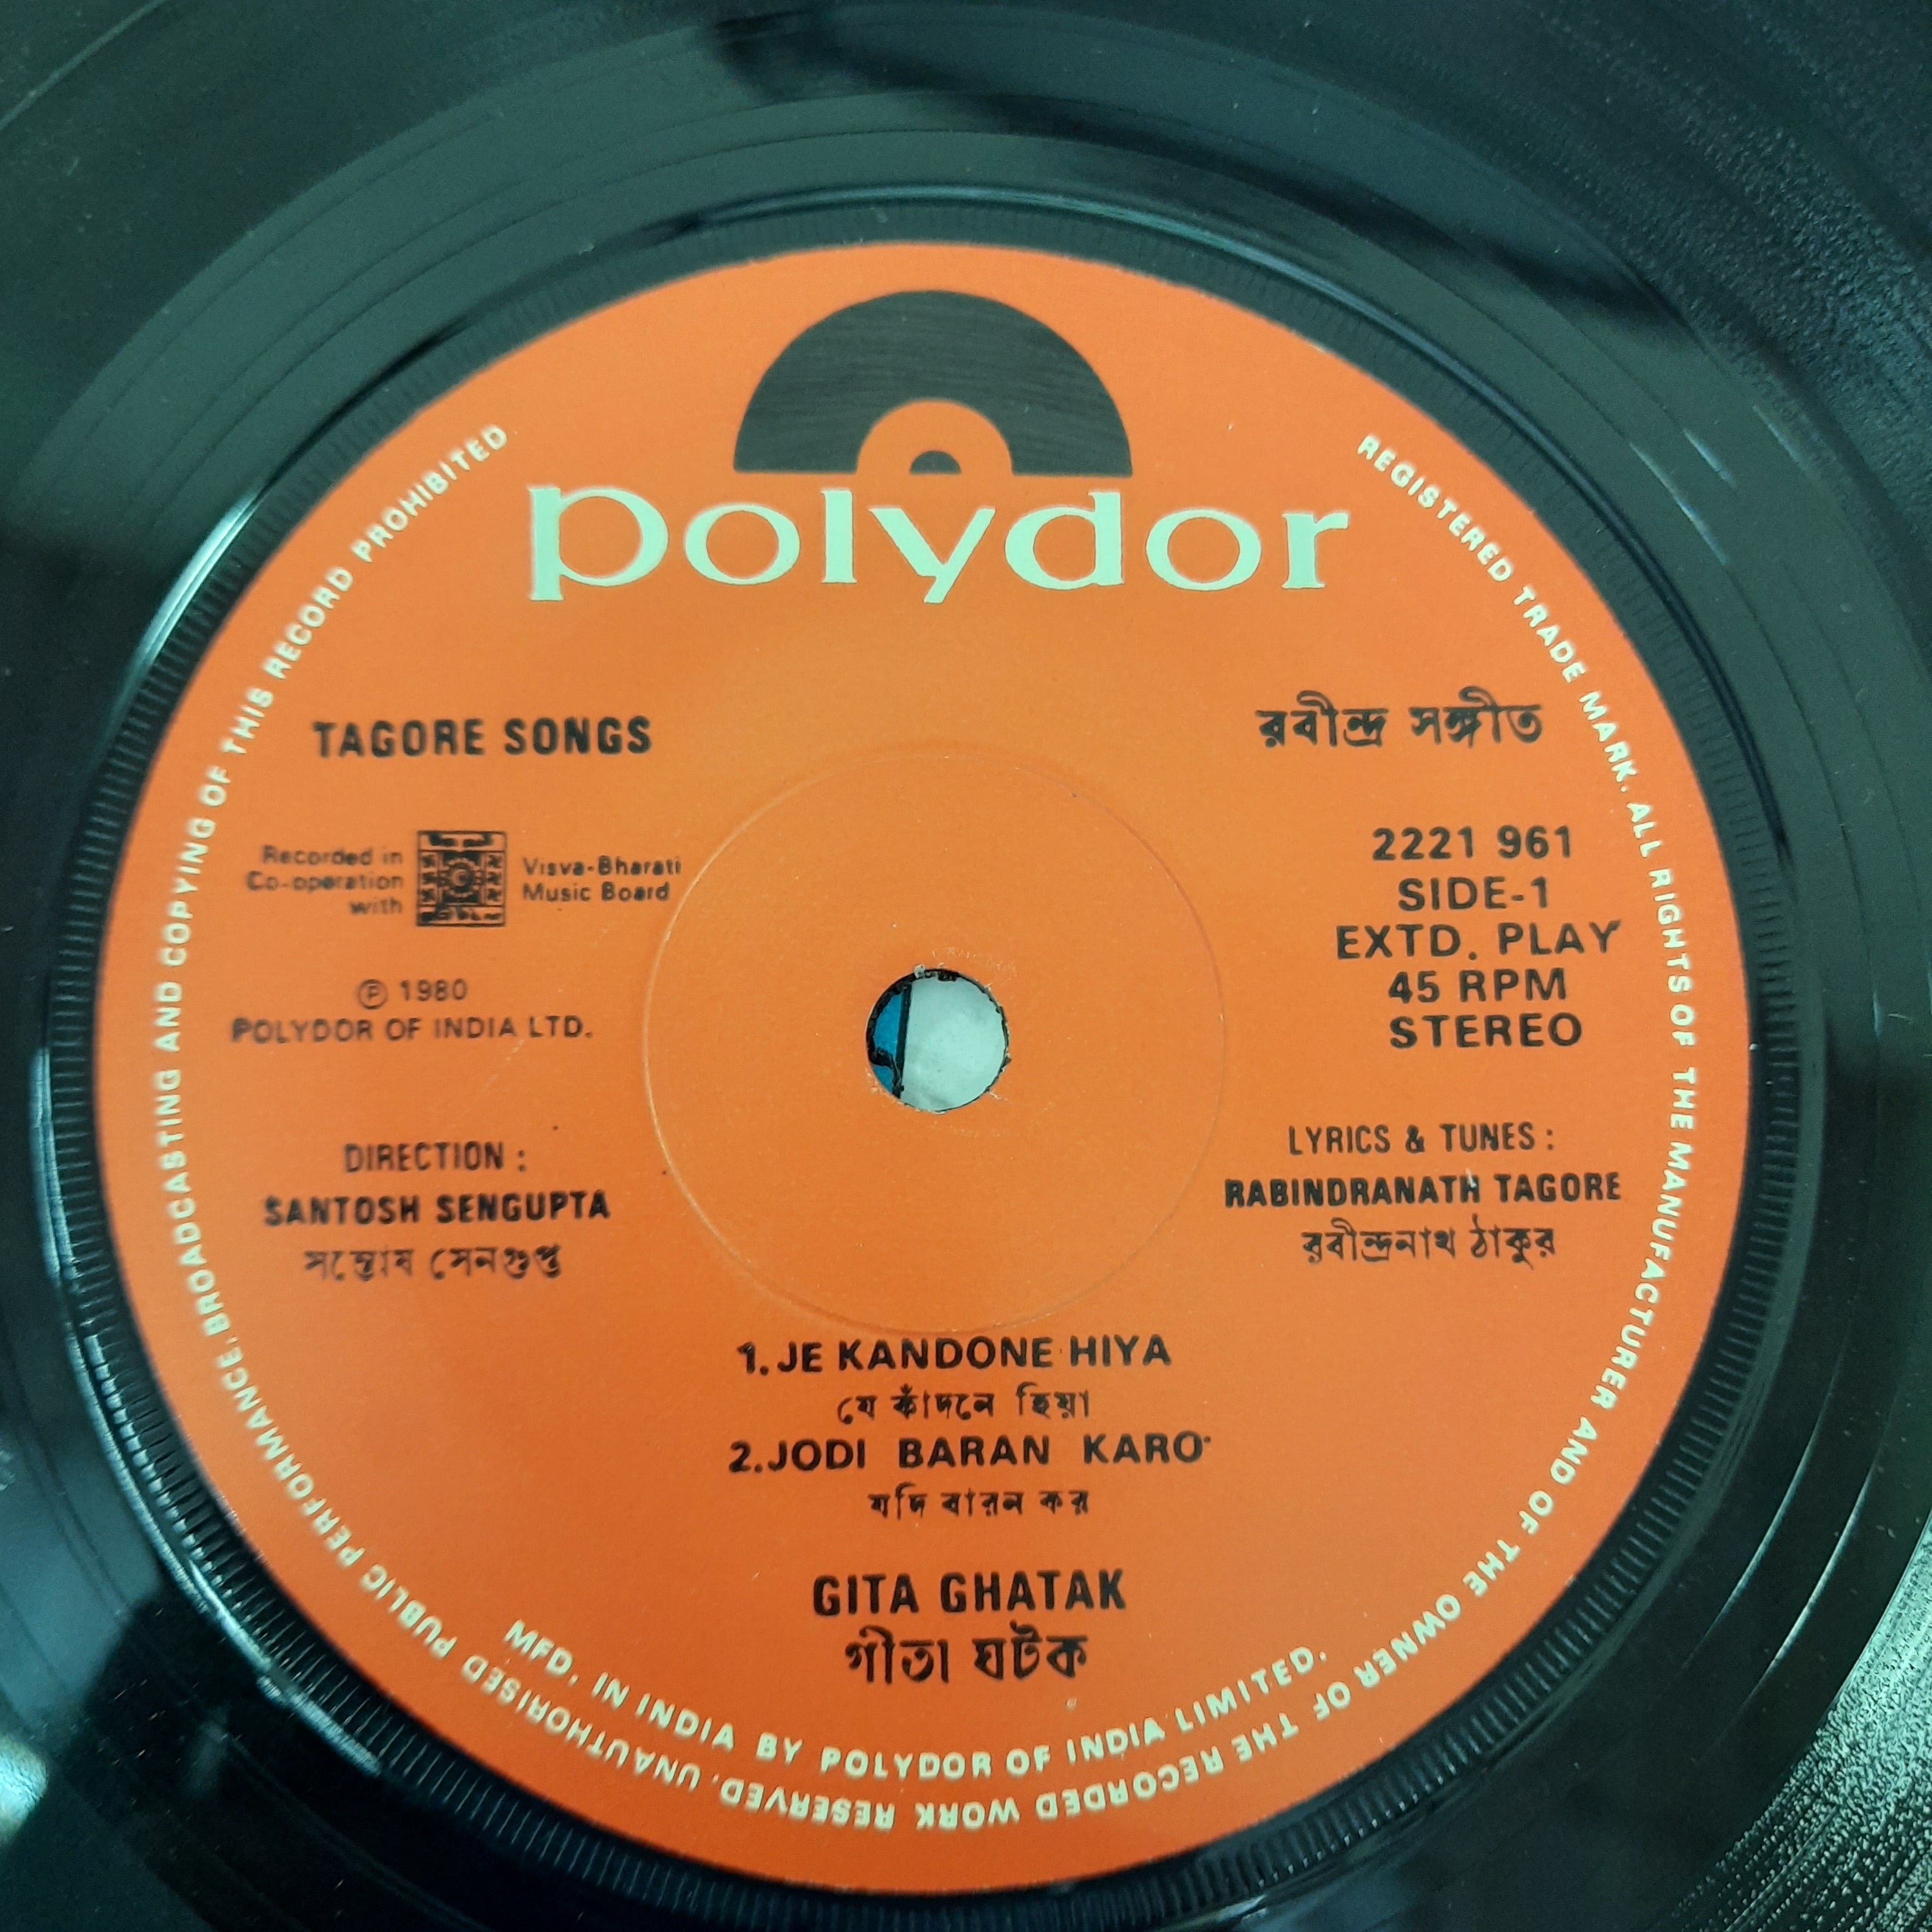 polydor
TAGORE SONGS
রবীন্দ্র সঙ্গীত
Recorded in
Co-operation
with
Visva-Bharati
Music Board
℗ 1980
POLYDOR OF INDIA LTD.
2221 961
SIDE-1
EXTD. PLAY
45 RPM
STEREO
DIRECTION :
SANTOSH SENGUPTA
সন্তোষ সেনগুপ্ত
LYRICS & TUNES :
RABINDRANATH TAGORE
রবীন্দ্রনাথ ঠাকুর
1. JE KANDONE HIYA
যে কাঁদনে হিয়া
2. JODI BARAN KARO
যদি বারন কর
GITA GHATAK
গীতা ঘটক
MFD. IN INDIA BY POLYDOR OF INDIA LIMITED.
REGISTERED TRADE MARK. ALL RIGHTS OF THE MANUFACTURER AND OF THE OWNER OF THE RECORDED WORK RESERVED. UNAUTHORISED PUBLIC PERFORMANCE, BROADCASTING AND COPYING OF THIS RECORD PROHIBITED